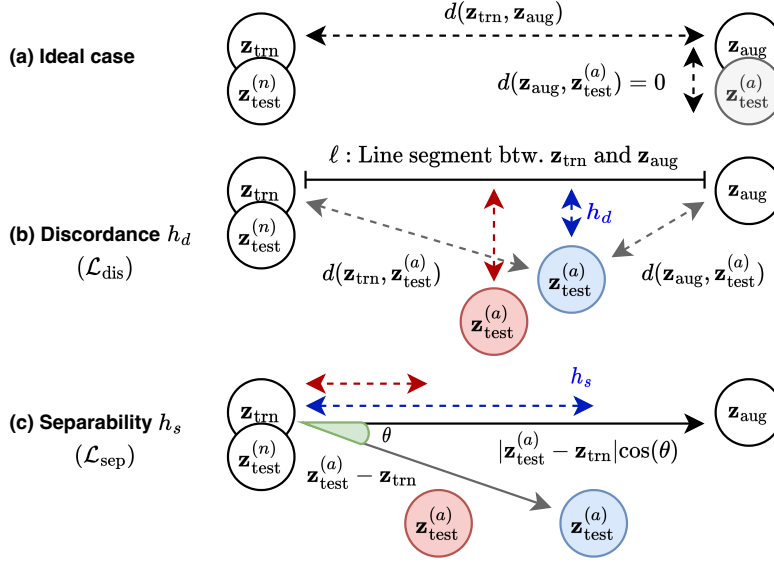 d(z_trn, z_aug)
(a) Ideal case
z_trn
z_aug
z_test^(n)
d(z_aug, z_test^(a)) = 0
z_test^(a)
ℓ : Line segment btw. z_trn and z_aug
z_trn
z_aug
h_d
(b) Discordance h_d
z_test^(n)
(L_dis)
d(z_trn, z_test^(a))
z_test^(a)
d(z_aug, z_test^(a))
z_test^(a)
h_s
(c) Separability h_s
z_trn
z_aug
θ
(L_sep)
z_test^(n)
|z_test^(a) − z_trn|cos(θ)
z_test^(a) − z_trn
z_test^(a)
z_test^(a)